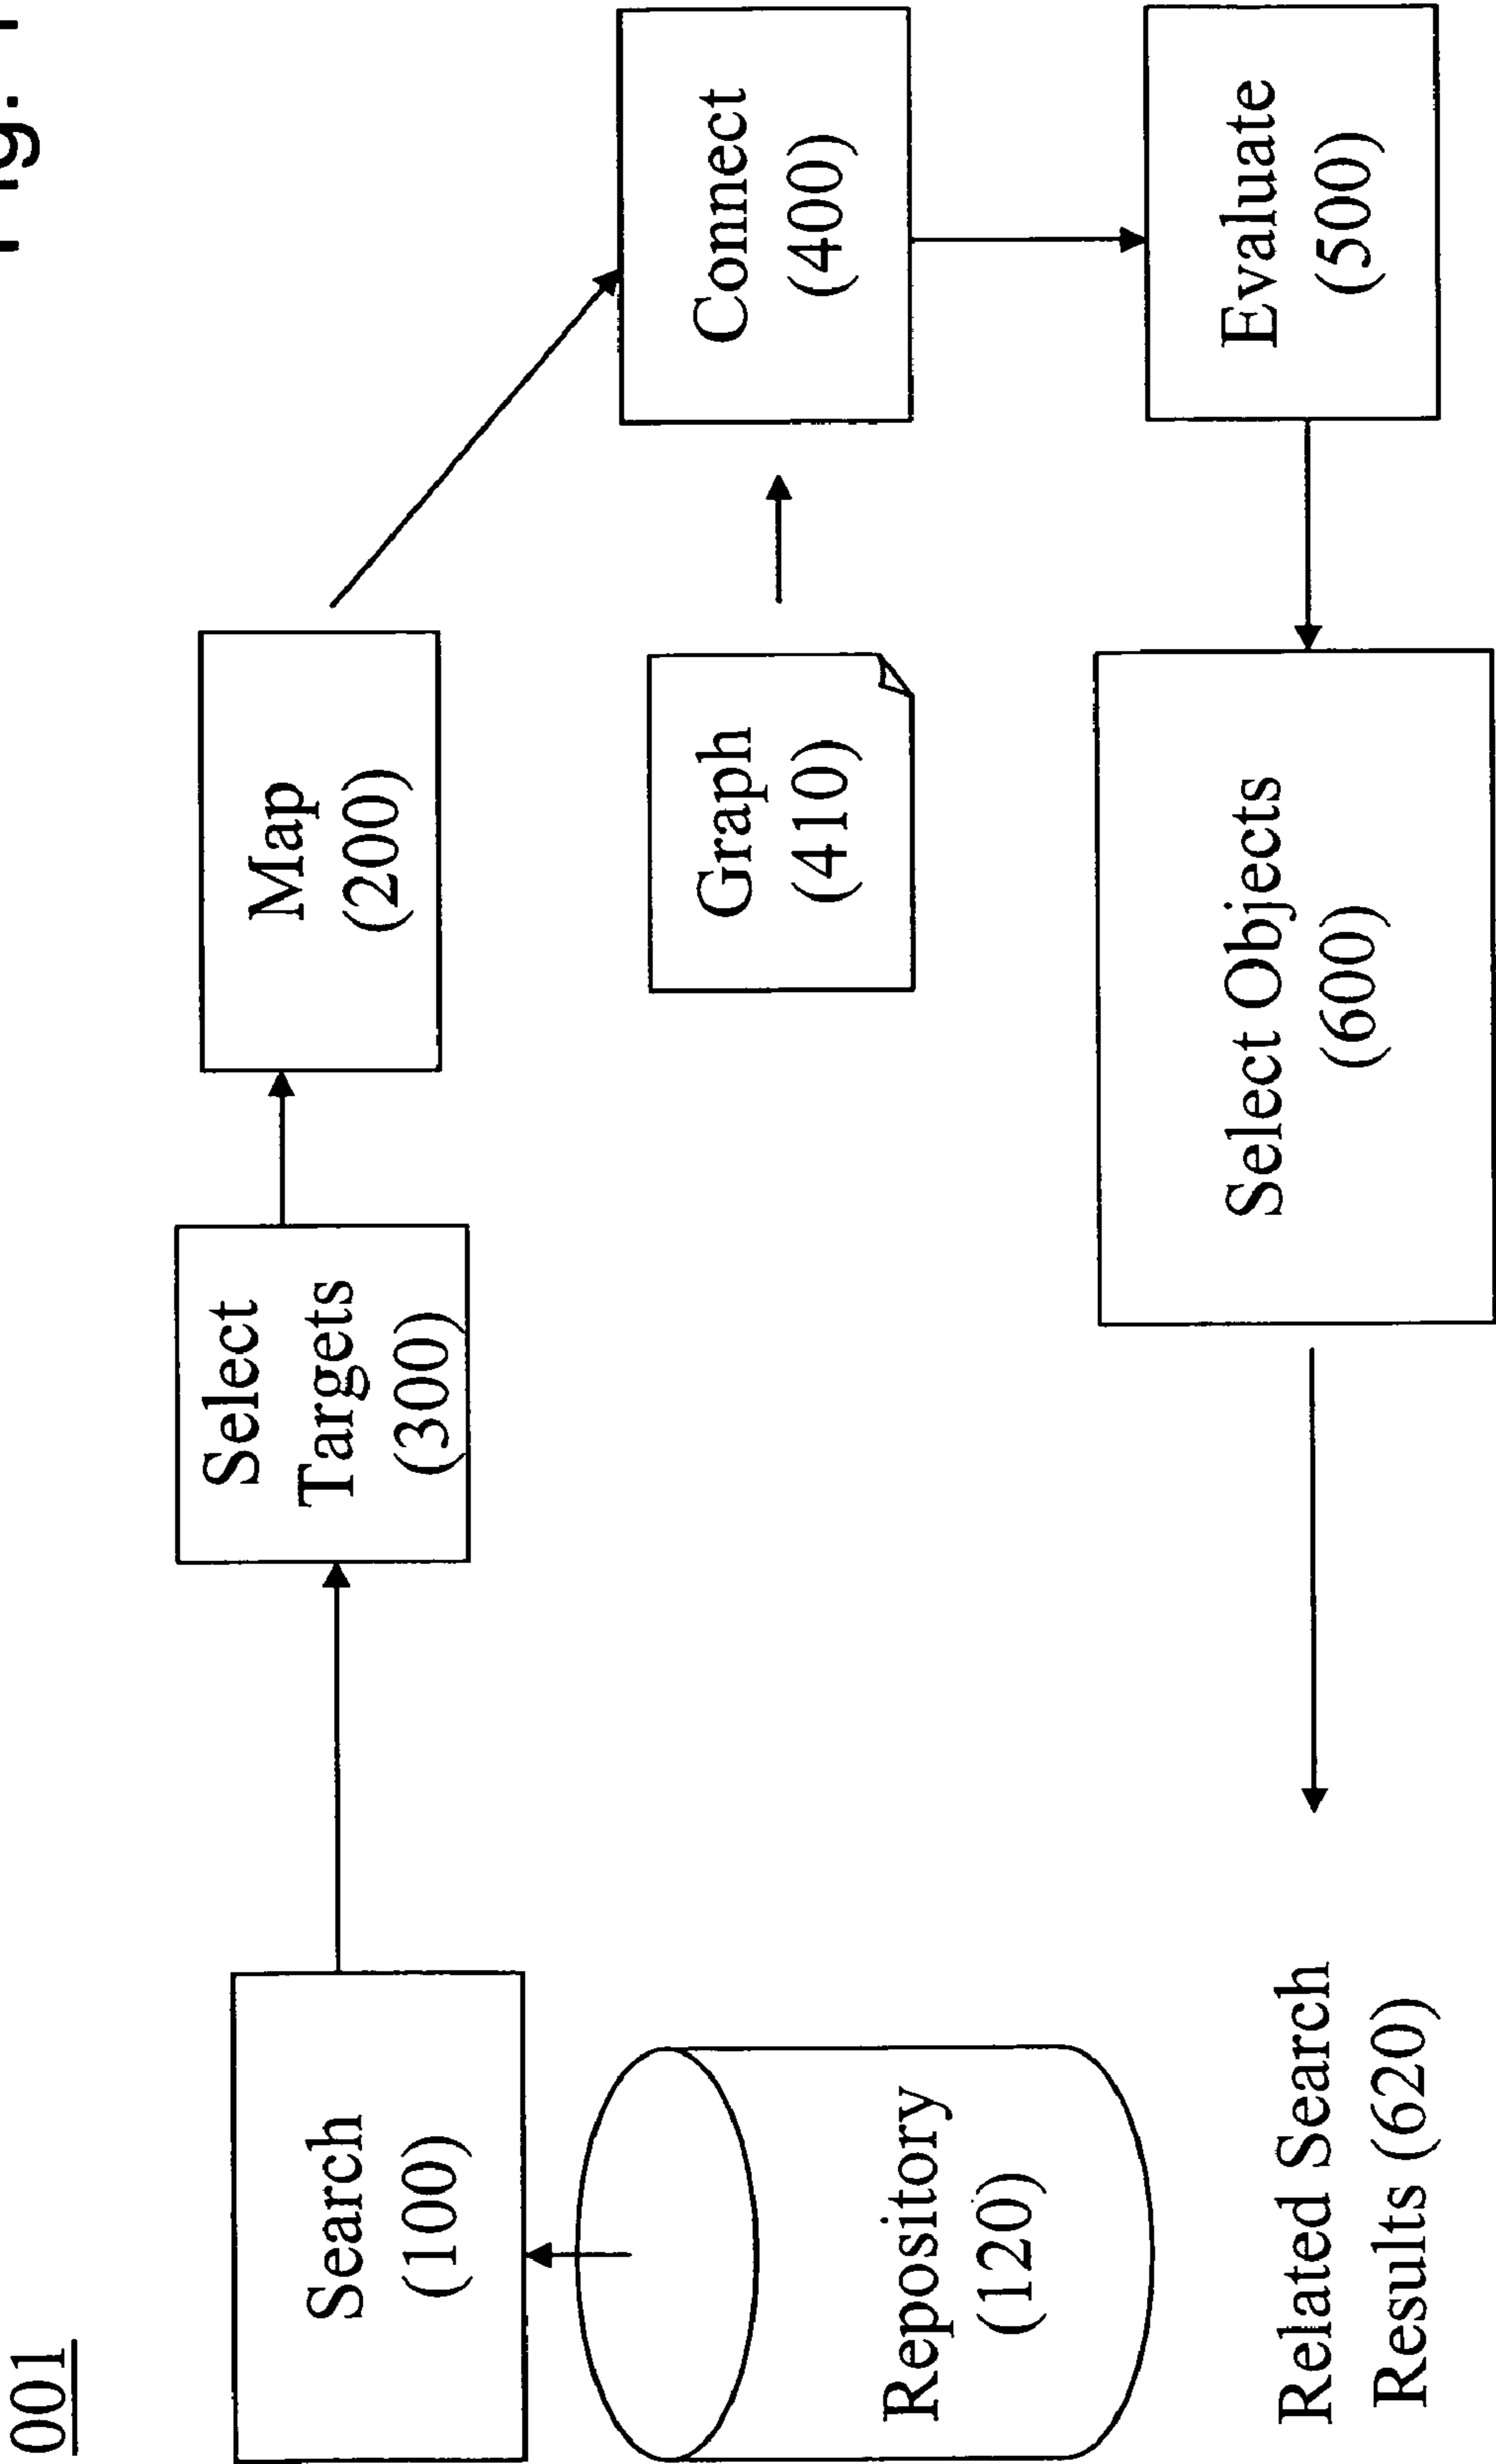 001
Search
(100)
Select
Targets
(300)
Map
(200)
Connect
(400)
Graph
(410)
Repository
(120)
Evaluate
(500)
Select Objects
(600)
Related Search
Results (620)